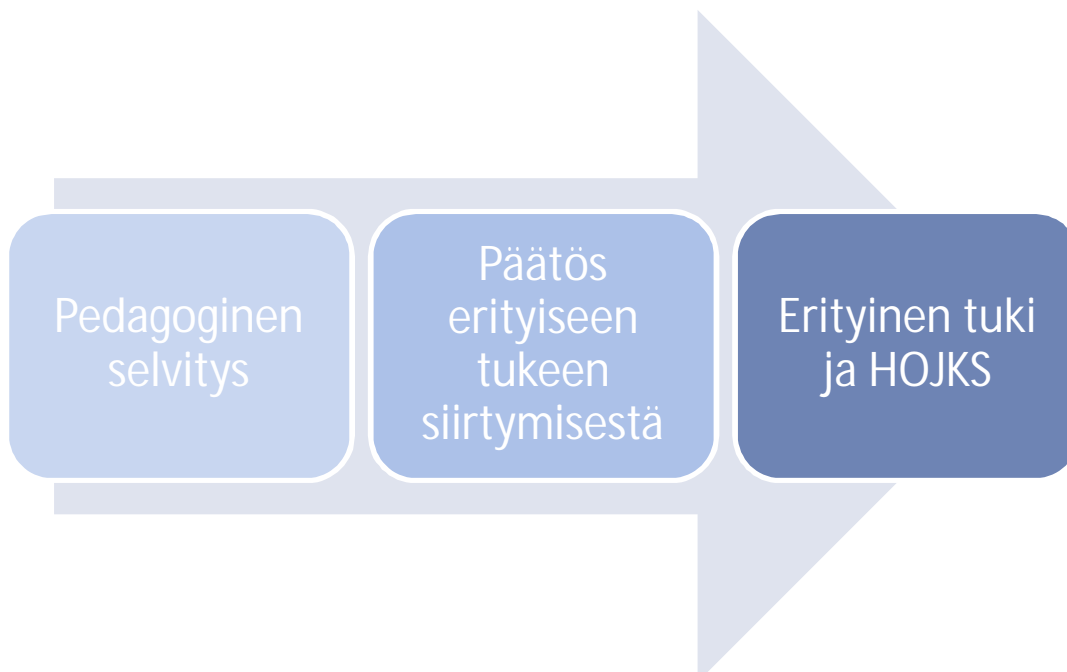 Pedagoginen
selvitys
Päätös
erityiseen
tukeen
siirtymisestä
Erityinen tuki
ja HOJKS